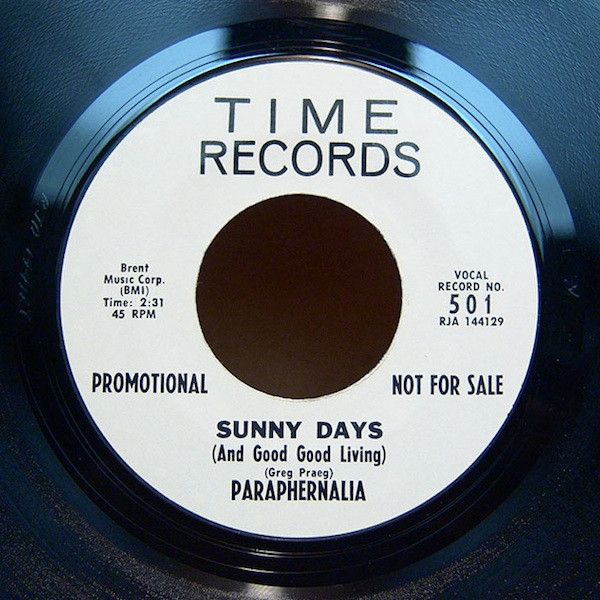 TIME
RECORDS
Brent
Music Corp.
(BMI)
Time: 2:31
45 RPM
VOCAL
RECORD NO.
501
RJA 144129
PROMOTIONAL
NOT FOR SALE
SUNNY DAYS
(And Good Good Living)
(Greg Praeg)
PARAPHERNALIA